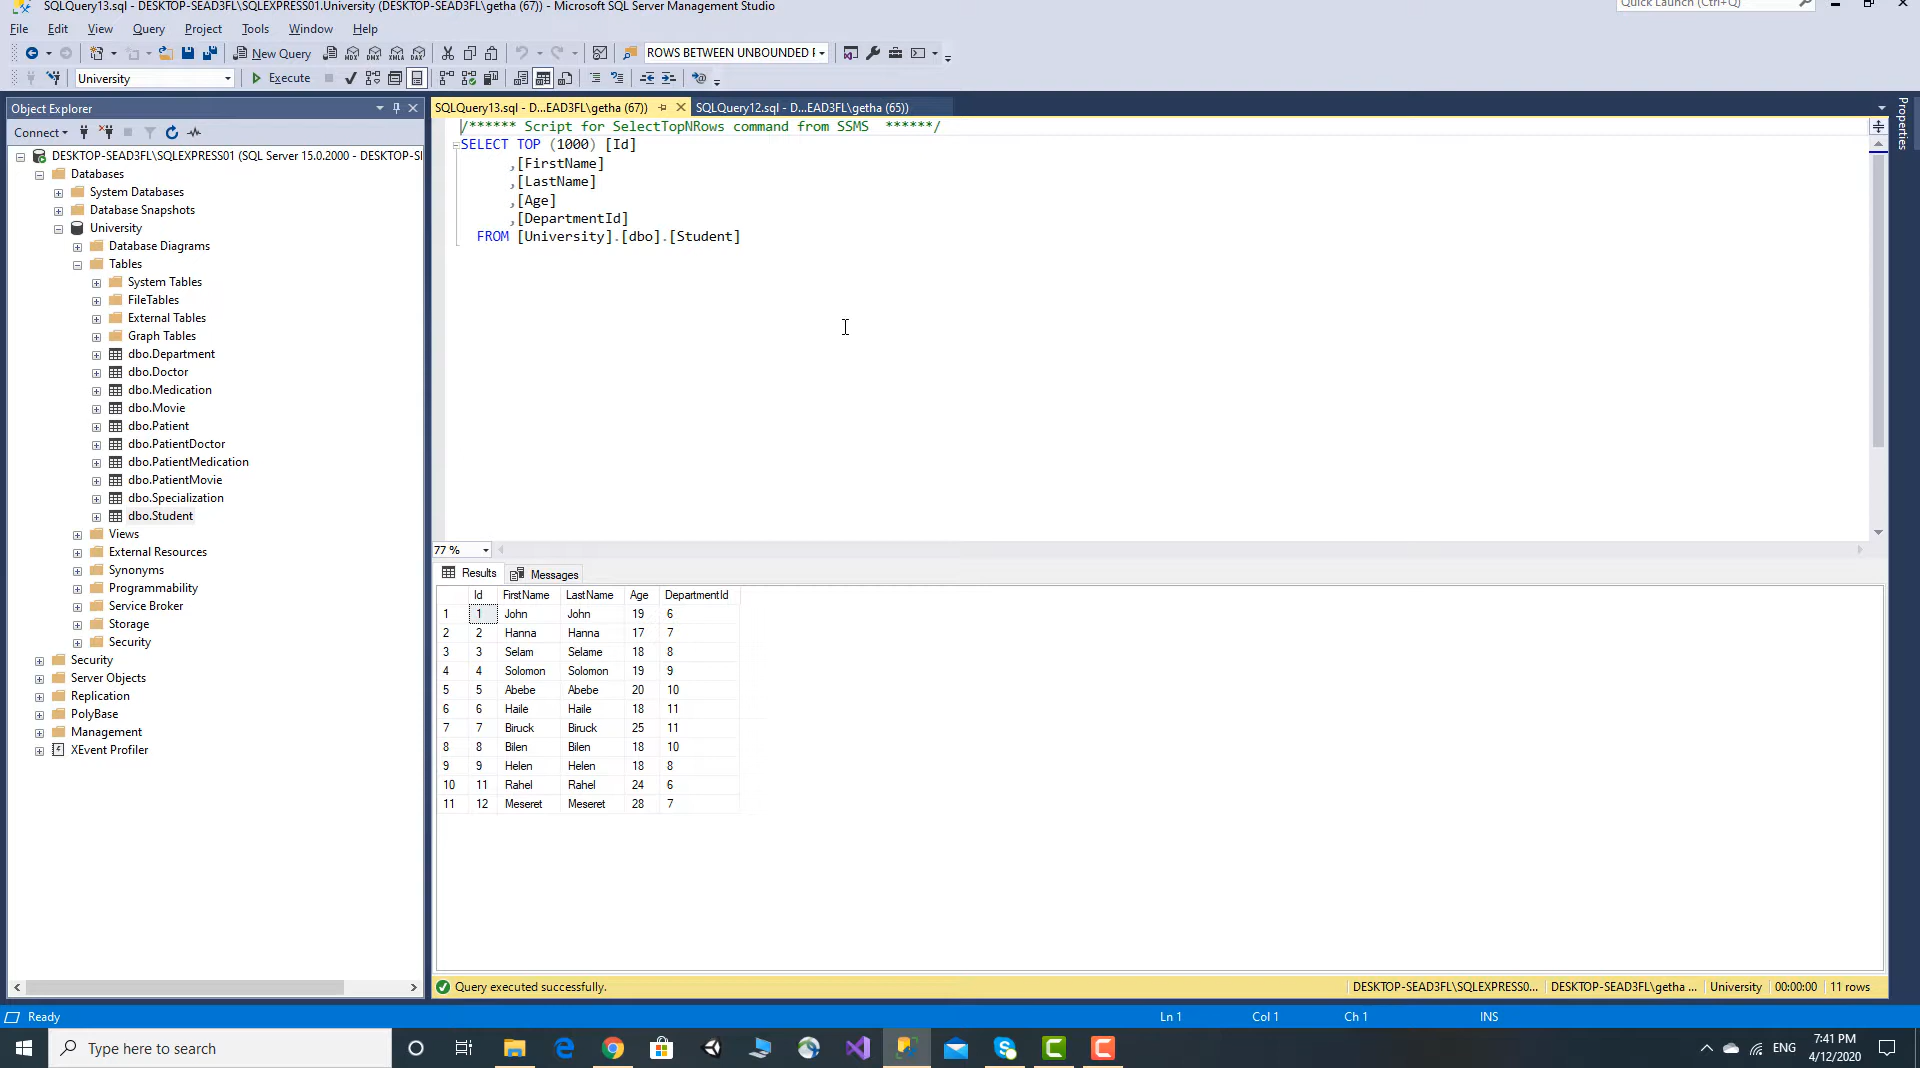 SQLQuery13.sql - DESKTOP-SEAD3FL\SQLEXPRESS01.University (DESKTOP-SEAD3FL\getha (67)) - Microsoft SQL Server Management Studio
Quick Launch (Ctrl+Q)
File Edit View Query Project Tools Window Help
New Query MDX DMX XMLA DAX ROWS BETWEEN UNBOUNDED
University Execute
Object Explorer
SQLQuery13.sql - D...EAD3FL\getha (67)) SQLQuery12.sql - D...EAD3FL\getha (65))
Properties
Connect
DESKTOP-SEAD3FL\SQLEXPRESS01 (SQL Server 15.0.2000 - DESKTOP-SI
Databases
System Databases
Database Snapshots
University
Database Diagrams
Tables
System Tables
FileTables
External Tables
Graph Tables
dbo.Department
dbo.Doctor
dbo.Medication
dbo.Movie
dbo.Patient
dbo.PatientDoctor
dbo.PatientMedication
dbo.PatientMovie
dbo.Specialization
dbo.Student
Views
External Resources
Synonyms
Programmability
Service Broker
Storage
Security
Security
Server Objects
Replication
PolyBase
Management
XEvent Profiler
/****** Script for SelectTopNRows command from SSMS  ******/
SELECT TOP (1000) [Id]
,[FirstName]
,[LastName]
,[Age]
,[DepartmentId]
FROM [University].[dbo].[Student]
77 %
Results Messages
Id FirstName LastName Age DepartmentId
1 1 John John 19 6
2 2 Hanna Hanna 17 7
3 3 Selam Selame 18 8
4 4 Solomon Solomon 19 9
5 5 Abebe Abebe 20 10
6 6 Haile Haile 18 11
7 7 Biruck Biruck 25 11
8 8 Bilen Bilen 18 10
9 9 Helen Helen 18 8
10 11 Rahel Rahel 24 6
11 12 Meseret Meseret 28 7
Query executed successfully. DESKTOP-SEAD3FL\SQLEXPRESS0... DESKTOP-SEAD3FL\getha ... University 00:00:00 11 rows
Ready Ln 1 Col 1 Ch 1 INS
Type here to search ENG 7:41 PM
4/12/2020